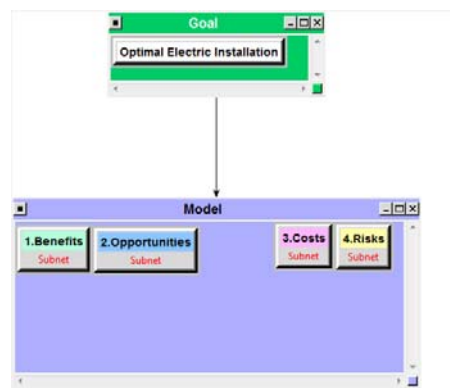 Goal
Optimal Electric Installation
Model
1.Benefits
Subnet
2.Opportunities
Subnet
3.Costs
Subnet
4.Risks
Subnet